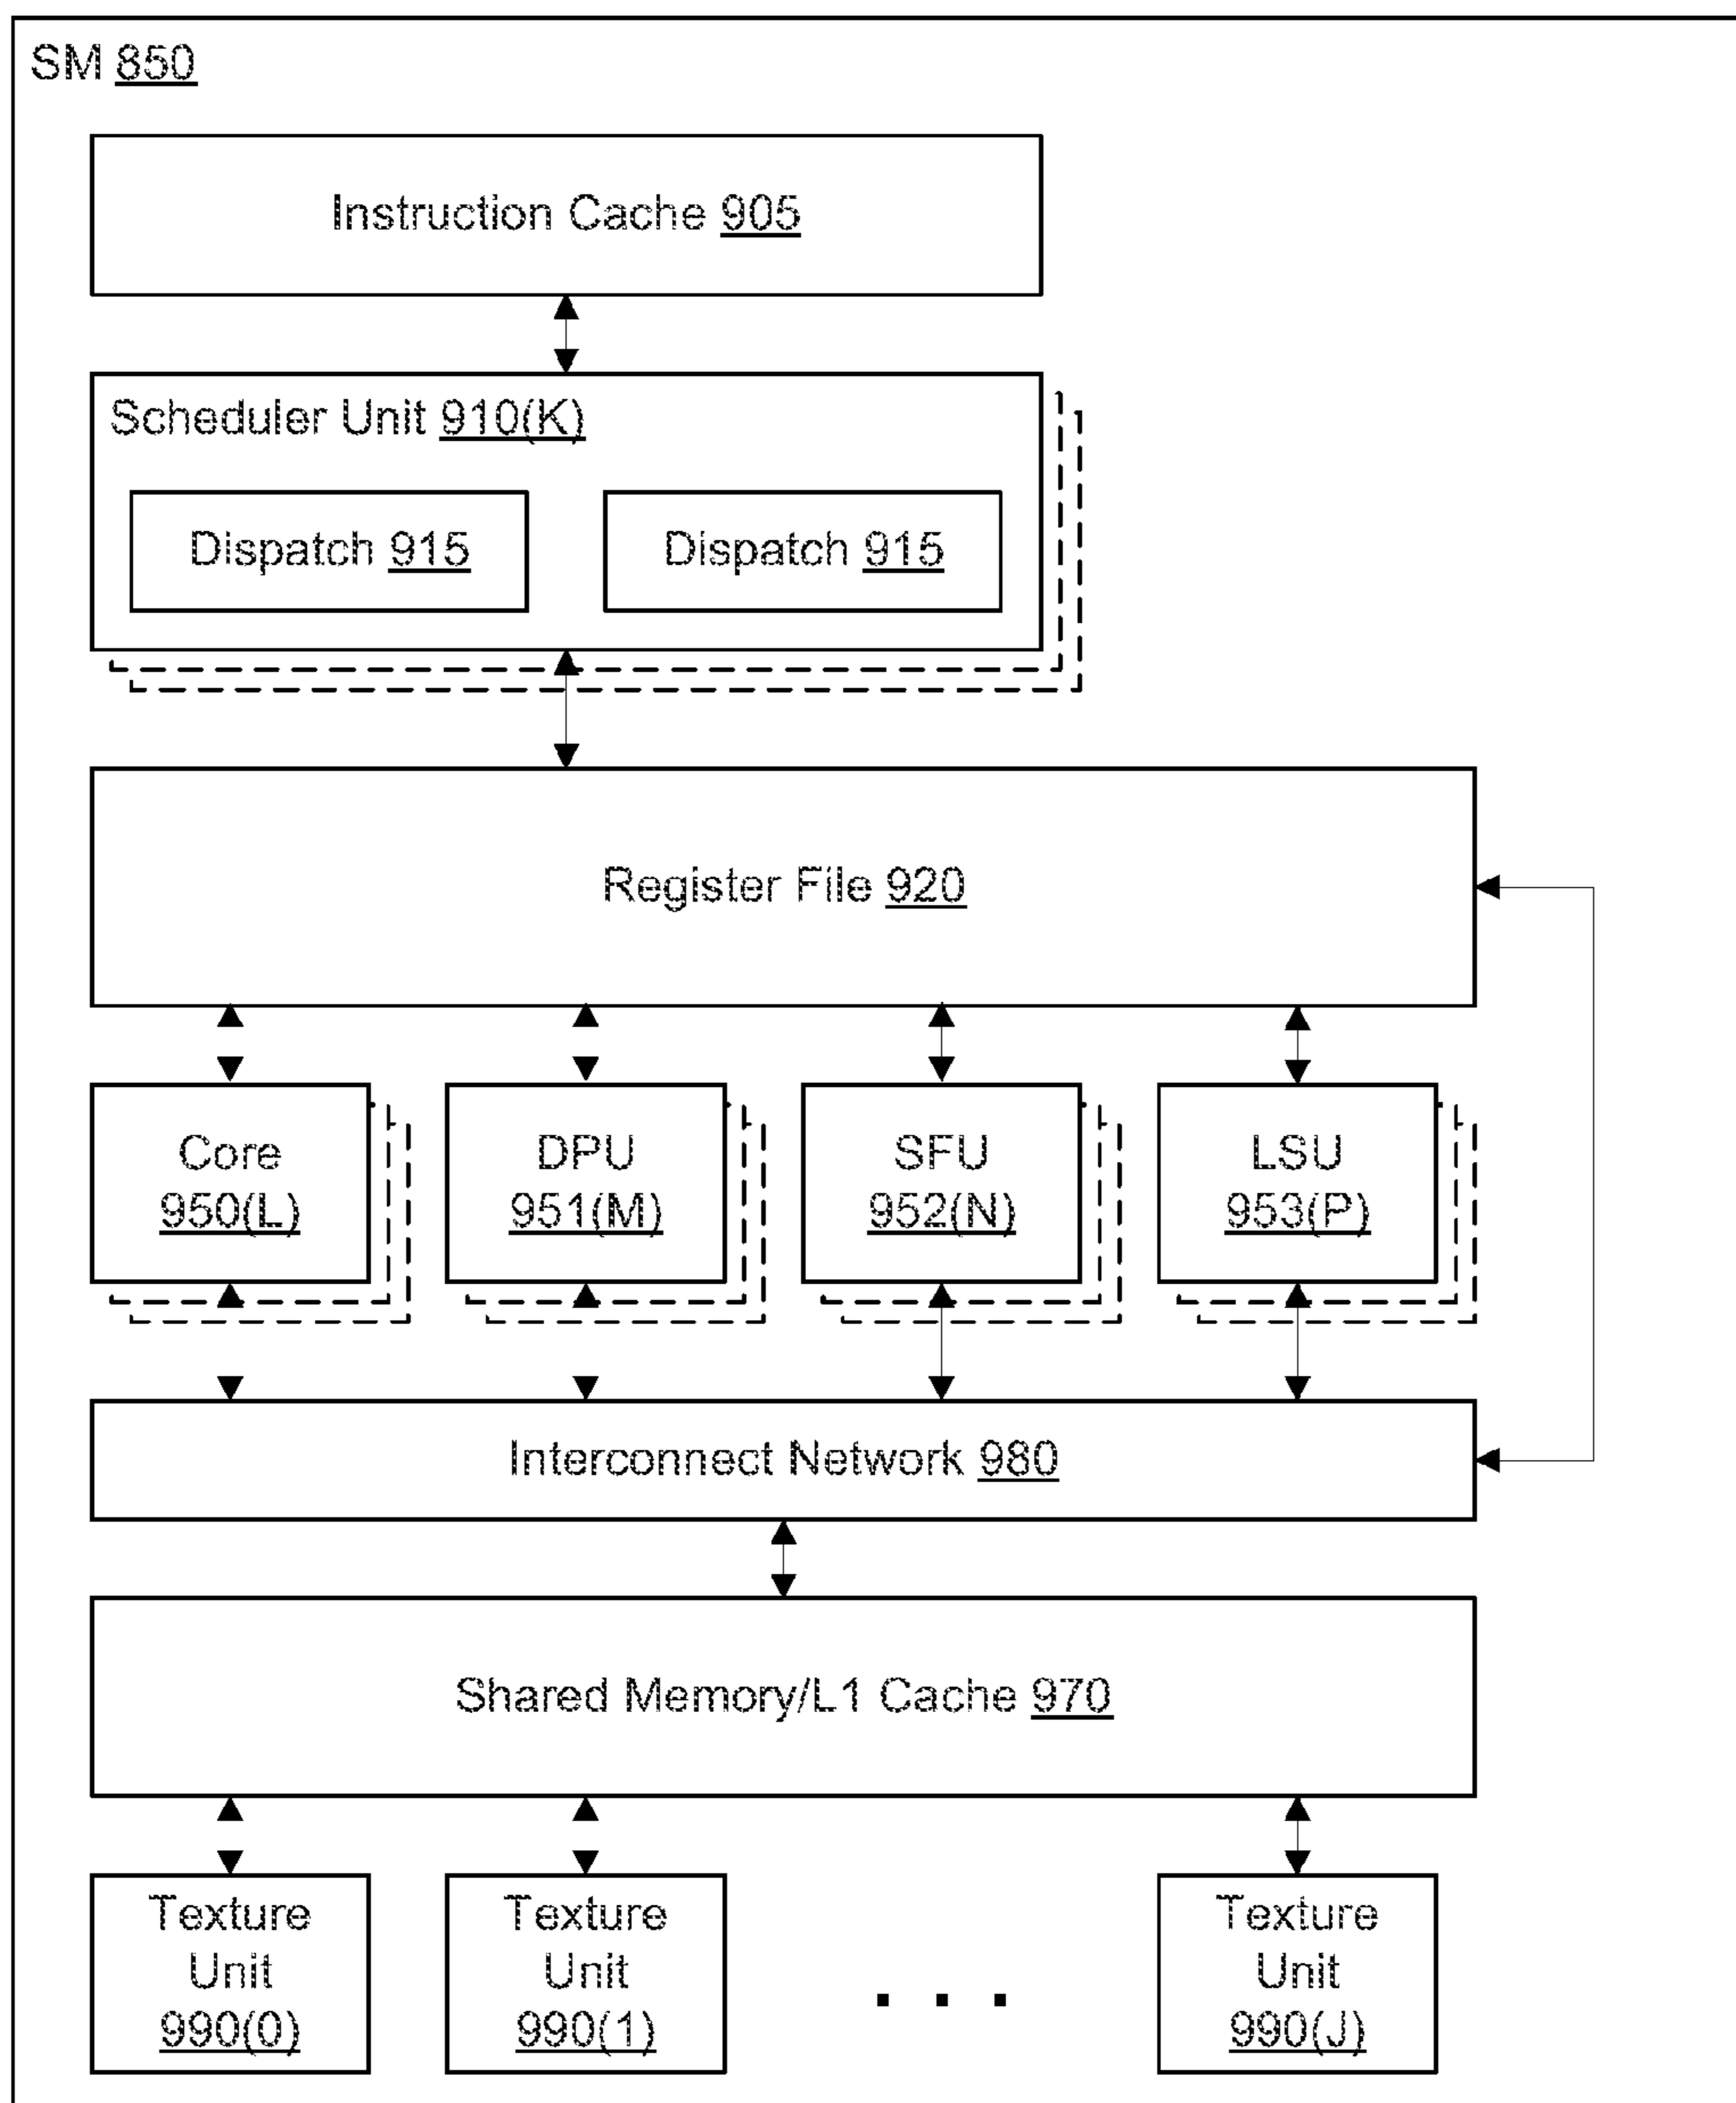 SM 850
Instruction Cache 905
Scheduler Unit 910(K)
Dispatch 915
Dispatch 915
Register File 920
Core
950(L)
DPU
951(M)
SFU
952(N)
LSU
953(P)
Interconnect Network 980
Shared Memory/L1 Cache 970
Texture
Unit
990(0)
Texture
Unit
990(1)
. . .
Texture
Unit
990(J)